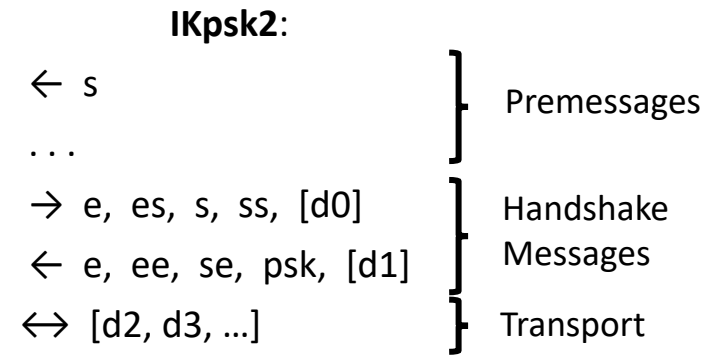 IKpsk2:
← s
...
→ e, es, s, ss, [d0]
← e, ee, se, psk, [d1]
↔ [d2, d3, …]
Premessages
Handshake
Messages
Transport